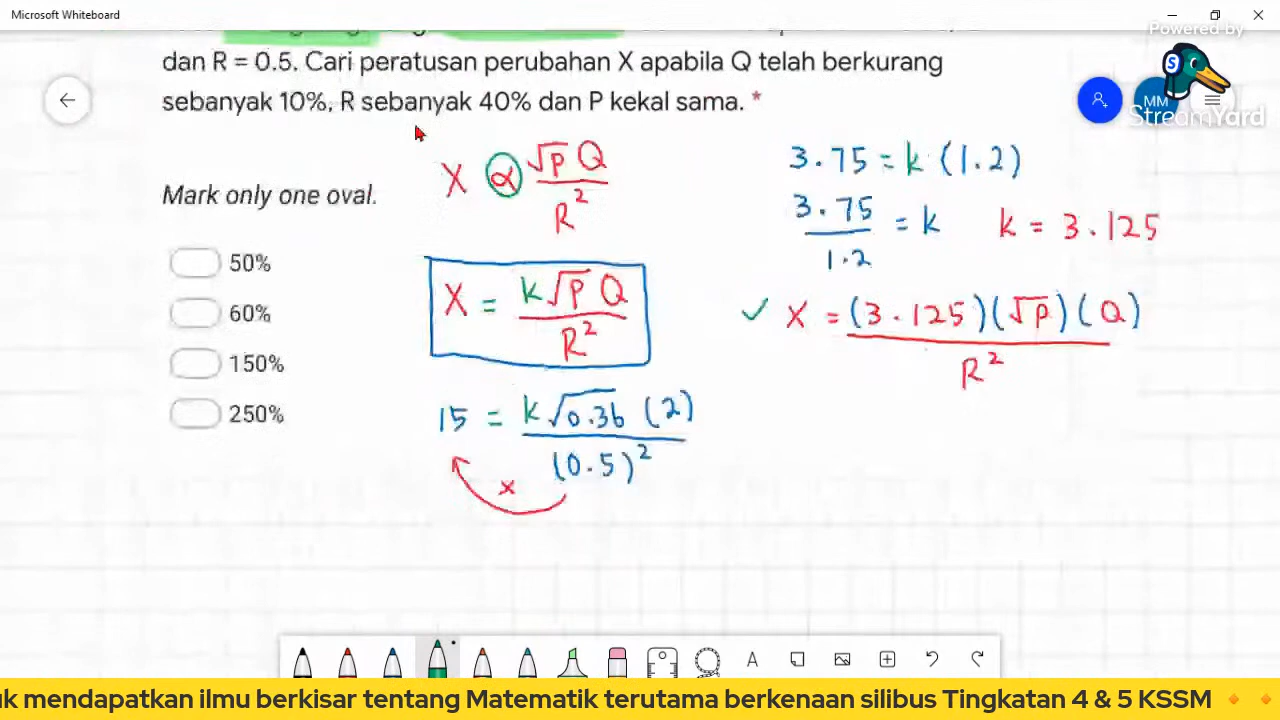 Microsoft Whiteboard
Powered by
dan R = 0.5. Cari peratusan perubahan X apabila Q telah berkurang
sebanyak 10%, R sebanyak 40% dan P kekal sama. *
MM
StreamYard
Mark only one oval.
50%
60%
150%
250%
X α √P Q / R²
X = k√P Q / R²
15 = k√0.36 (2) / (0.5)²
x
3.75 = k (1.2)
3.75 / 1.2 = k
k = 3.125
✓ X = (3.125)(√P)(Q) / R²
uk mendapatkan ilmu berkisar tentang Matematik terutama berkenaan silibus Tingkatan 4 & 5 KSSM